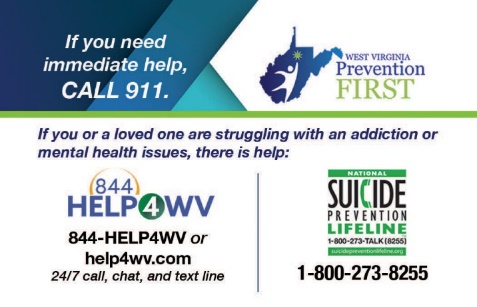 If you need
immediate help,
CALL 911.
WEST VIRGINIA
Prevention
FIRST
If you or a loved one are struggling with an addiction or
mental health issues, there is help:
844
HELP4WV
844-HELP4WV or
help4wv.com
24/7 call, chat, and text line
NATIONAL
SUICIDE
PREVENTION
LIFELINE
1-800-273-TALK (8255)
suicidepreventionlifeline.org
1-800-273-8255